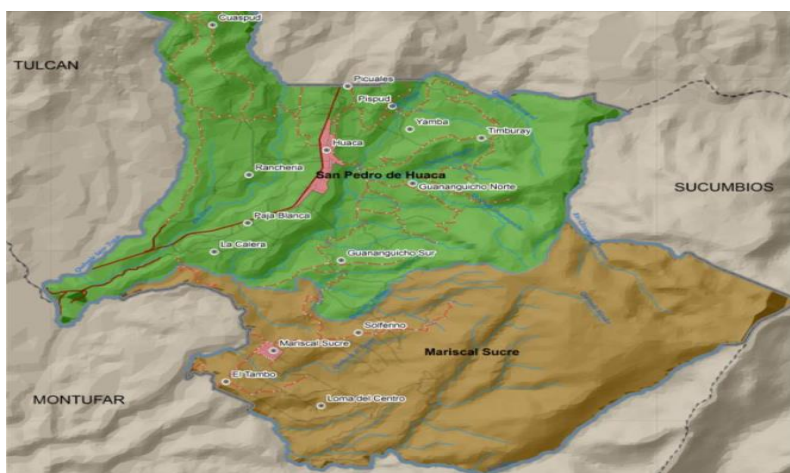 Cuaspud
TULCAN
Picuales
Pispud
Yamba
Timburay
Huaca
Rancheria
San Pedro de Huaca
Guananguicho Norte
SUCUMBIOS
Paja Blanca
La Calera
Guananguicho Sur
Solferino
Mariscal Sucre
Mariscal Sucre
El Tambo
MONTUFAR
Loma del Centro